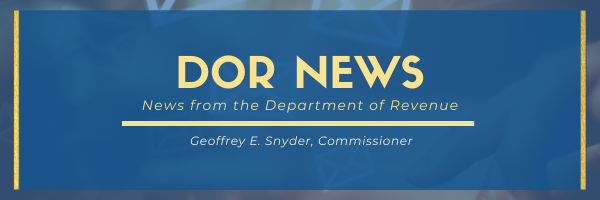 DOR NEWS
News from the Department of Revenue
Geoffrey E. Snyder, Commissioner